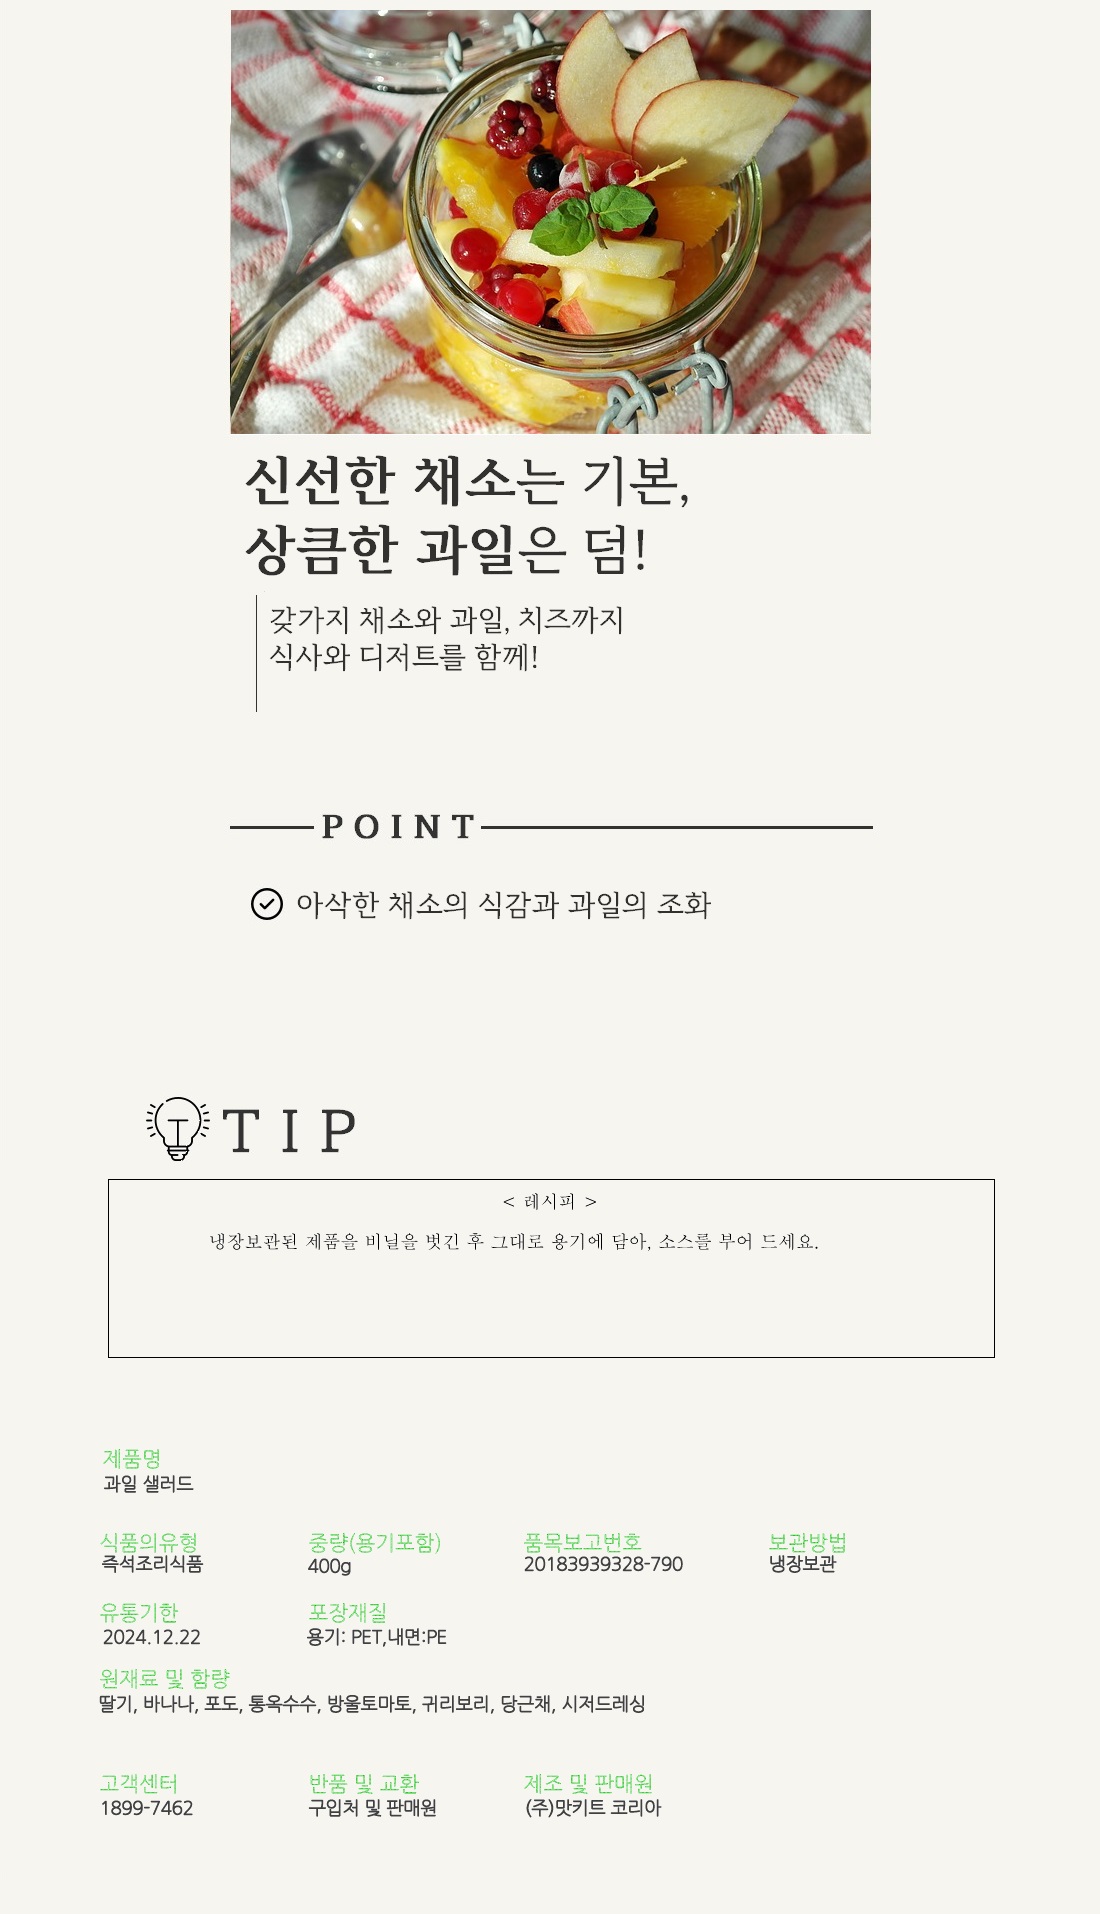 신선한 채소는 기본,
상큼한 과일은 덤!
갖가지 채소와 과일, 치즈까지
식사와 디저트를 함께!
POINT
아삭한 채소의 식감과 과일의 조화
TIP
< 레시피 >
냉장보관된 제품을 비닐을 벗긴 후 그대로 용기에 담아, 소스를 부어 드세요.
제품명
과일 샐러드
식품의유형 중량(용기포함) 품목보고번호 보관방법
즉석조리식품 400g 20183939328-790 냉장보관
유통기한 포장재질
2024.12.22 용기: PET,내면:PE
원재료 및 함량
딸기, 바나나, 포도, 통옥수수, 방울토마토, 귀리보리, 당근채, 시저드레싱
고객센터 반품 및 교환 제조 및 판매원
1899-7462 구입처 및 판매원 (주)맛키트 코리아